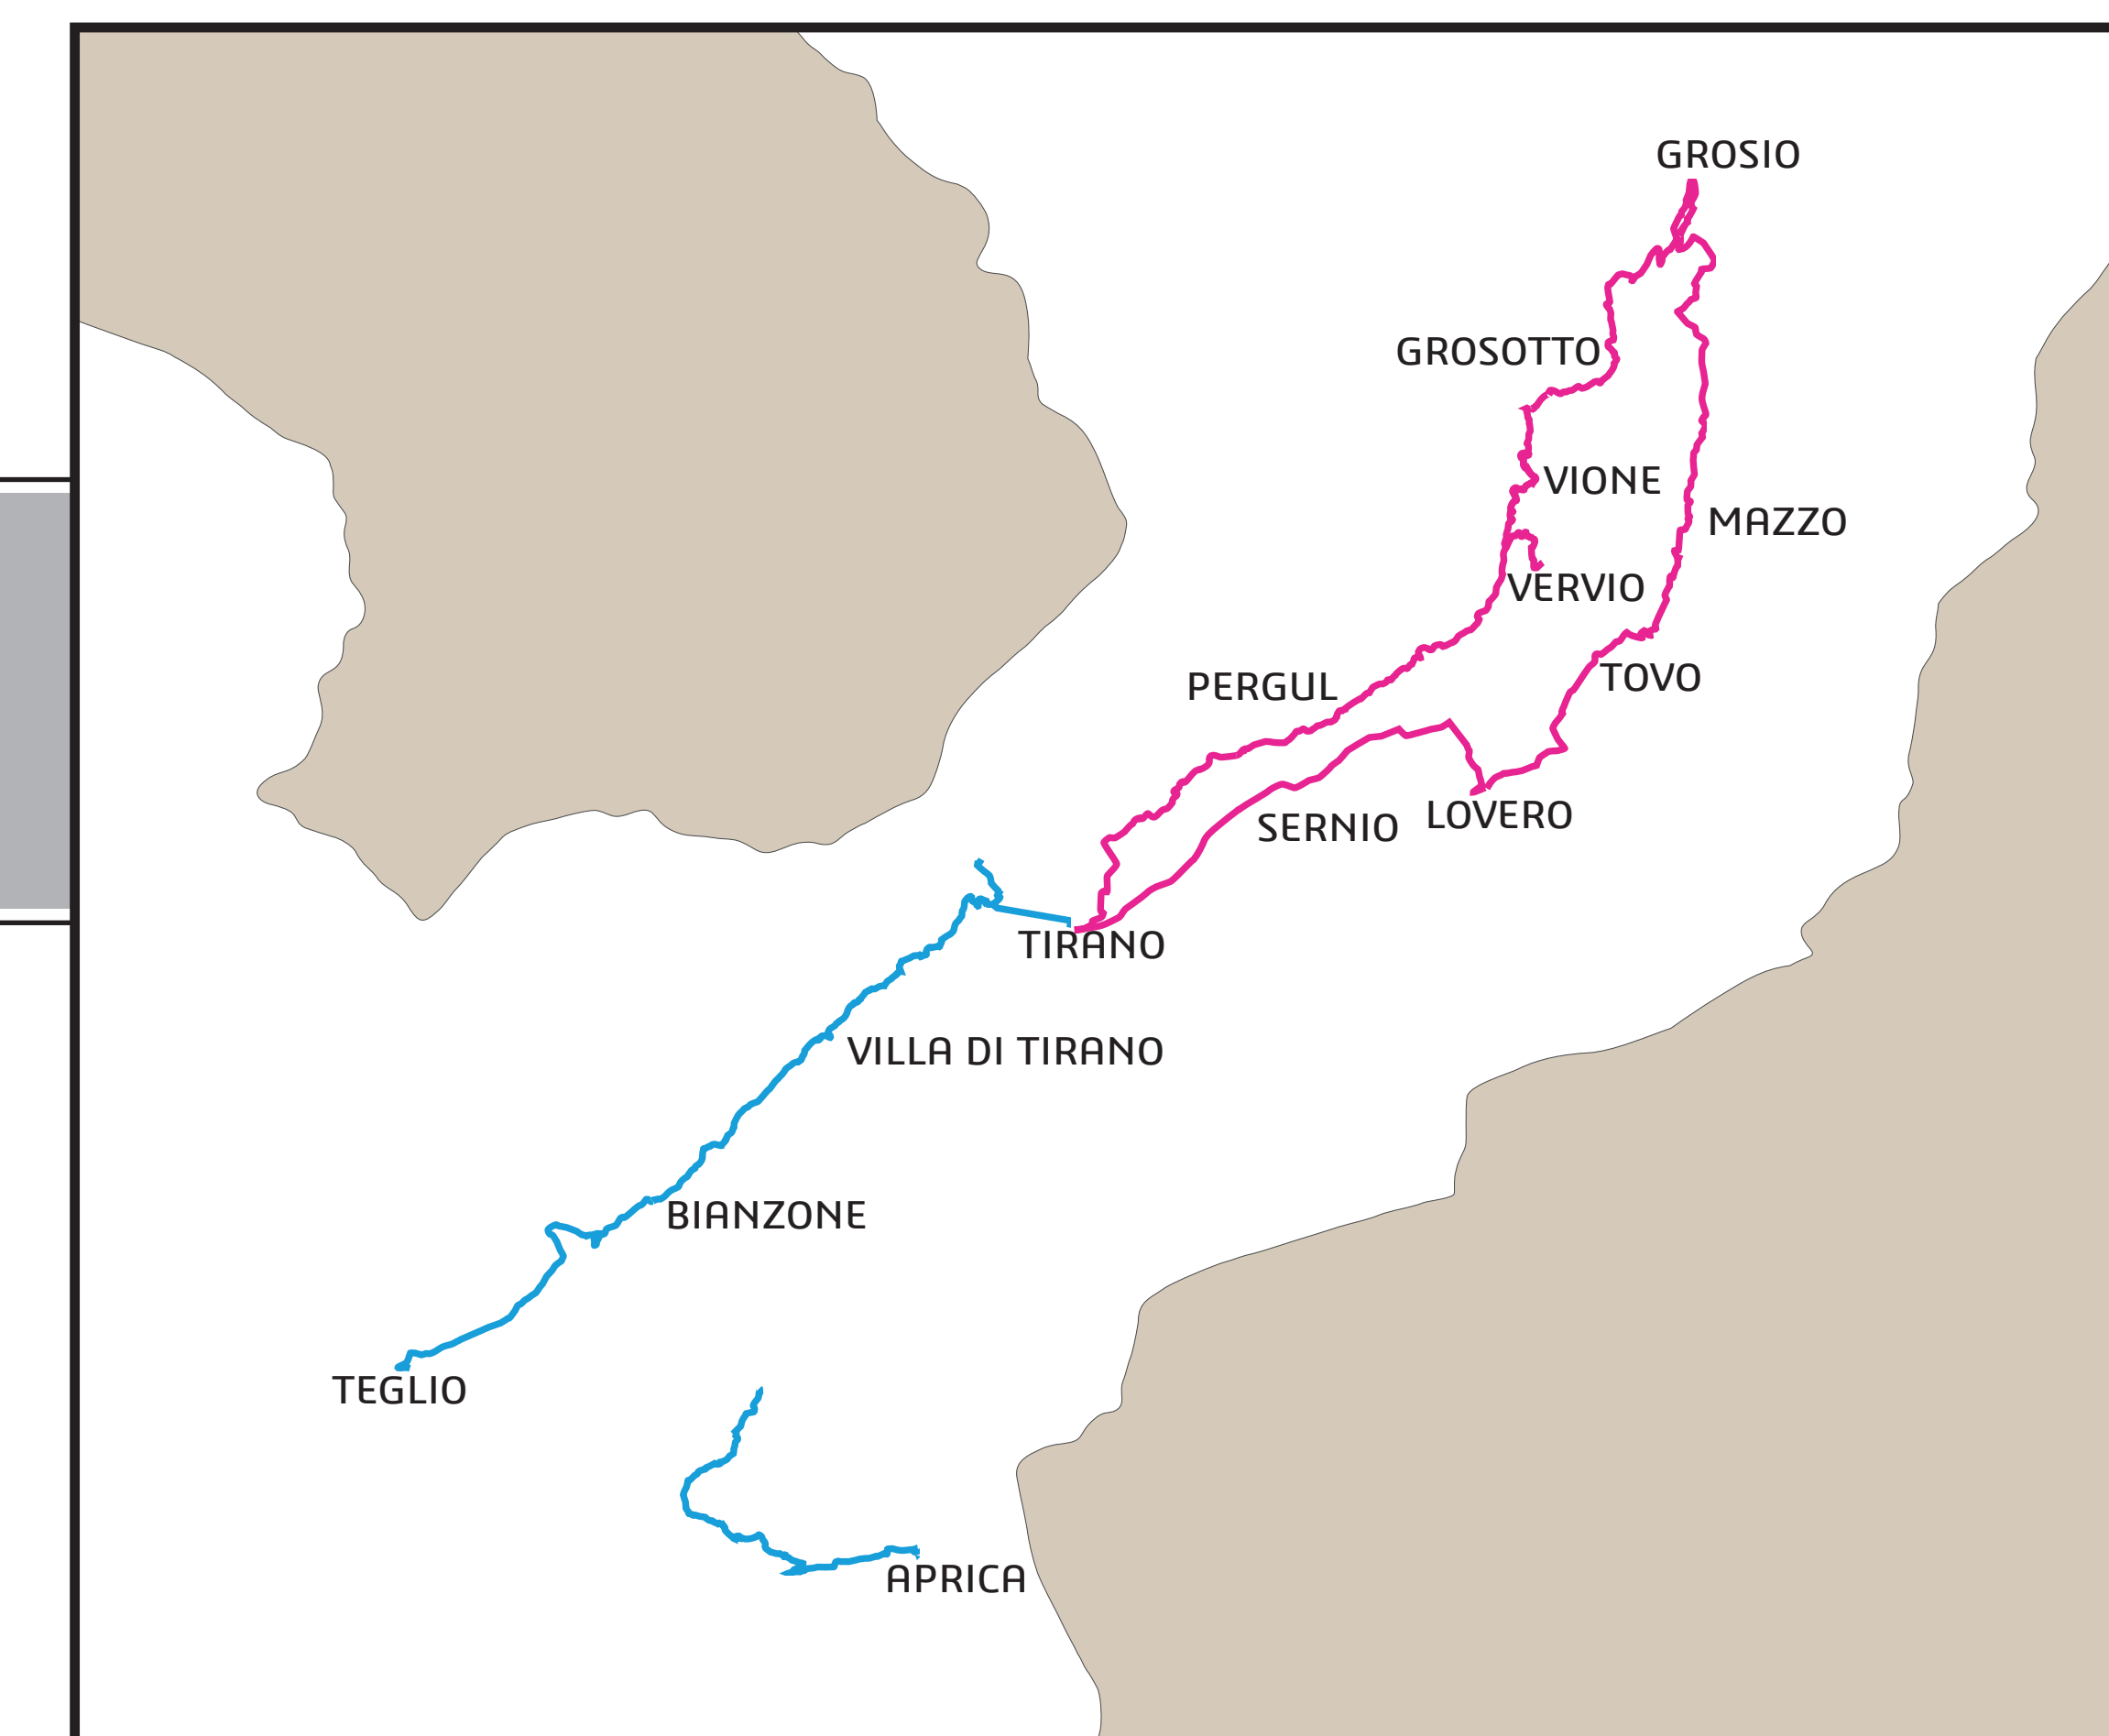 GROSIO
GROSOTTO
VIONE
MAZZO
VERVIO
TOVO
PERGUL
LOVERO
SERNIO
TIRANO
VILLA DI TIRANO
BIANZONE
TEGLIO
APRICA